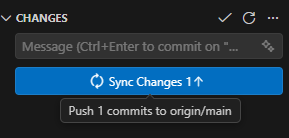 CHANGES
Message (Ctrl+Enter to commit on "...
Sync Changes 1↑
Push 1 commits to origin/main